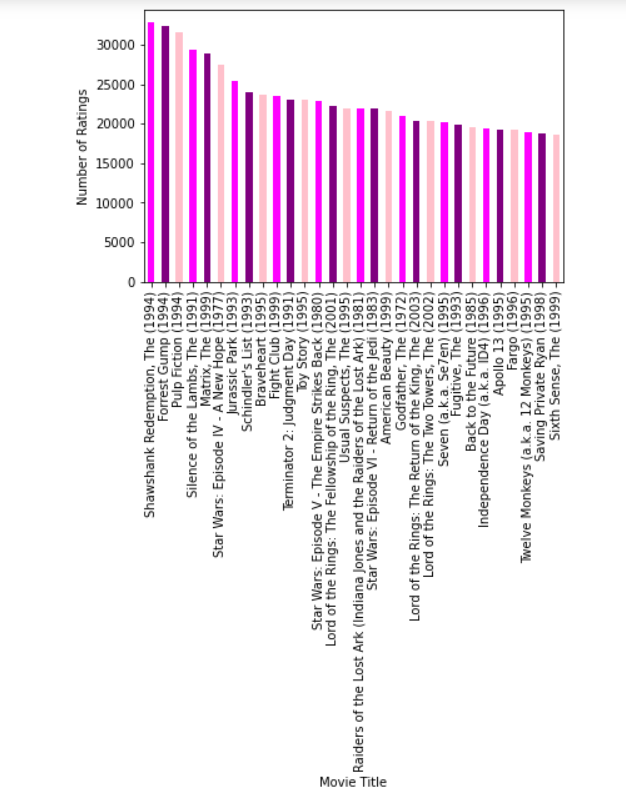 Number of Ratings
30000
25000
20000
15000
10000
5000
0
Shawshank Redemption, The (1994)
Forrest Gump (1994)
Pulp Fiction (1994)
Silence of the Lambs, The (1991)
Matrix, The (1999)
Star Wars: Episode IV - A New Hope (1977)
Jurassic Park (1993)
Schindler's List (1993)
Braveheart (1995)
Fight Club (1999)
Terminator 2: Judgment Day (1991)
Toy Story (1995)
Star Wars: Episode V - The Empire Strikes Back (1980)
Lord of the Rings: The Fellowship of the Ring, The (2001)
Usual Suspects, The (1995)
Raiders of the Lost Ark (Indiana Jones and the Raiders of the Lost Ark) (1981)
Star Wars: Episode VI - Return of the Jedi (1983)
American Beauty (1999)
Godfather, The (1972)
Lord of the Rings: The Return of the King, The (2003)
Lord of the Rings: The Two Towers, The (2002)
Seven (a.k.a. Se7en) (1995)
Fugitive, The (1993)
Back to the Future (1985)
Independence Day (a.k.a. ID4) (1996)
Apollo 13 (1995)
Fargo (1996)
Twelve Monkeys (a.k.a. 12 Monkeys) (1995)
Saving Private Ryan (1998)
Sixth Sense, The (1999)
Movie Title